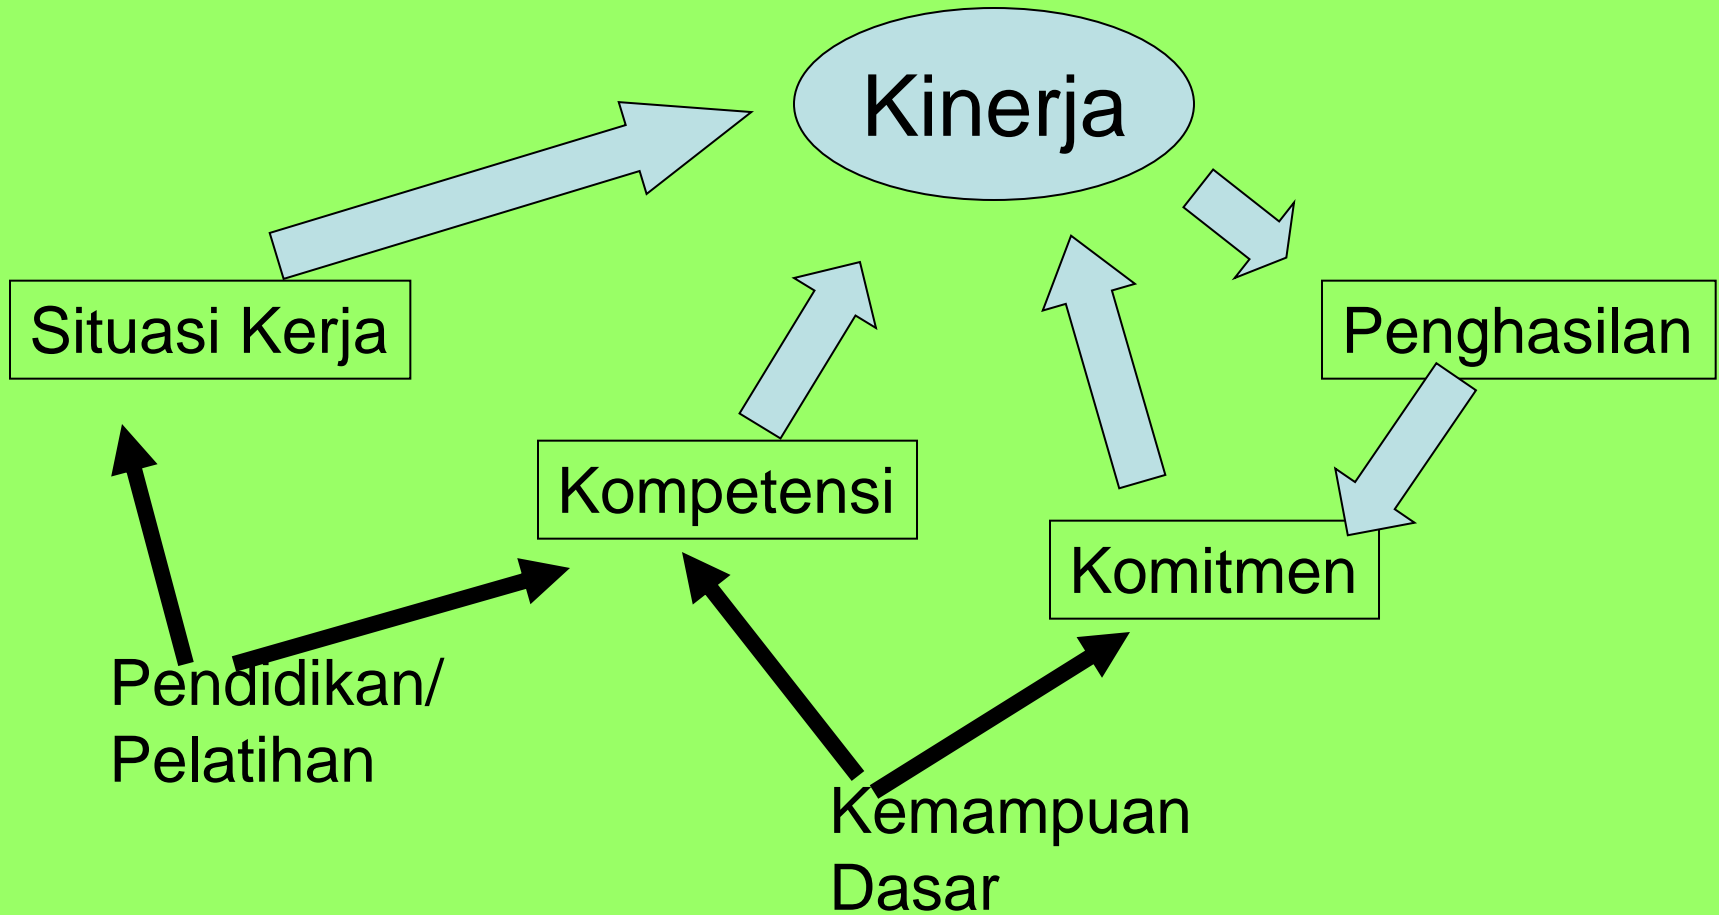 Kinerja
Situasi Kerja
Penghasilan
Kompetensi
Komitmen
Pendidikan/
Pelatihan
Kemampuan
Dasar